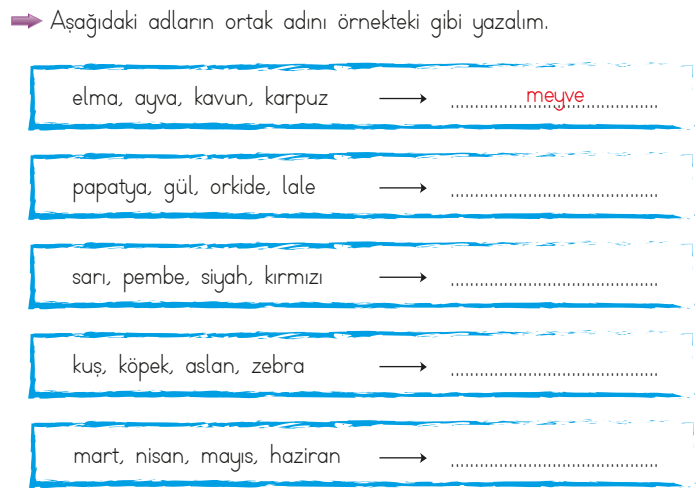 Aşağıdaki adların ortak adını örnekteki gibi yazalım.
elma, ayva, kavun, karpuz → meyve
papatya, gül, orkide, lale → ..........
sarı, pembe, siyah, kırmızı → ..........
kuş, köpek, aslan, zebra → ..........
mart, nisan, mayıs, haziran → ..........